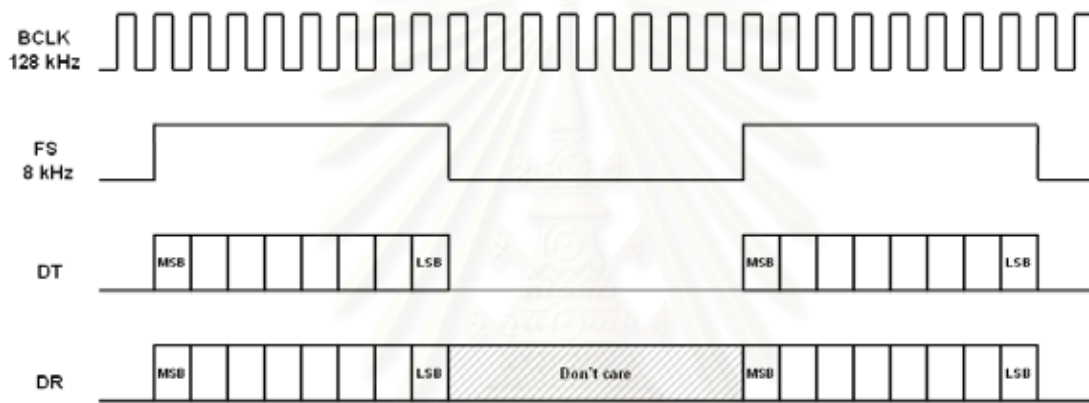 BCLK
128 kHz
FS
8 kHz
DT
MSB LSB MSB LSB
DR
MSB LSB Don't care MSB LSB